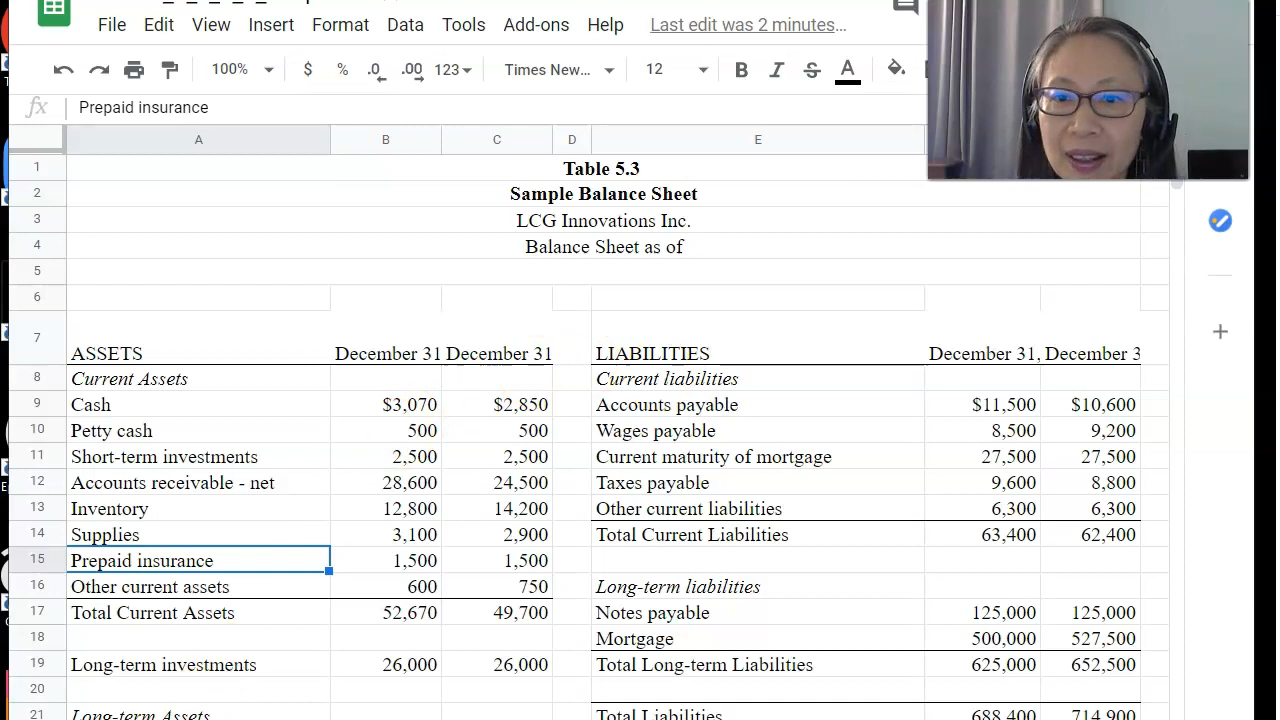 File Edit View Insert Format Data Tools Add-ons Help Last edit was 2 minutes…
100% $ % .0 .00 123 Times New... 12 B I S A
fx Prepaid insurance
A B C D E
1 Table 5.3
2 Sample Balance Sheet
3 LCG Innovations Inc.
4 Balance Sheet as of
5
6
7 ASSETS December 31 December 31 LIABILITIES December 31, December 3
8 Current Assets Current liabilities
9 Cash $3,070 $2,850 Accounts payable $11,500 $10,600
10 Petty cash 500 500 Wages payable 8,500 9,200
11 Short-term investments 2,500 2,500 Current maturity of mortgage 27,500 27,500
12 Accounts receivable - net 28,600 24,500 Taxes payable 9,600 8,800
13 Inventory 12,800 14,200 Other current liabilities 6,300 6,300
14 Supplies 3,100 2,900 Total Current Liabilities 63,400 62,400
15 Prepaid insurance 1,500 1,500
16 Other current assets 600 750 Long-term liabilities
17 Total Current Assets 52,670 49,700 Notes payable 125,000 125,000
18 Mortgage 500,000 527,500
19 Long-term investments 26,000 26,000 Total Long-term Liabilities 625,000 652,500
20
21 Long-term Assets Total Liabilities 688,400 714,900